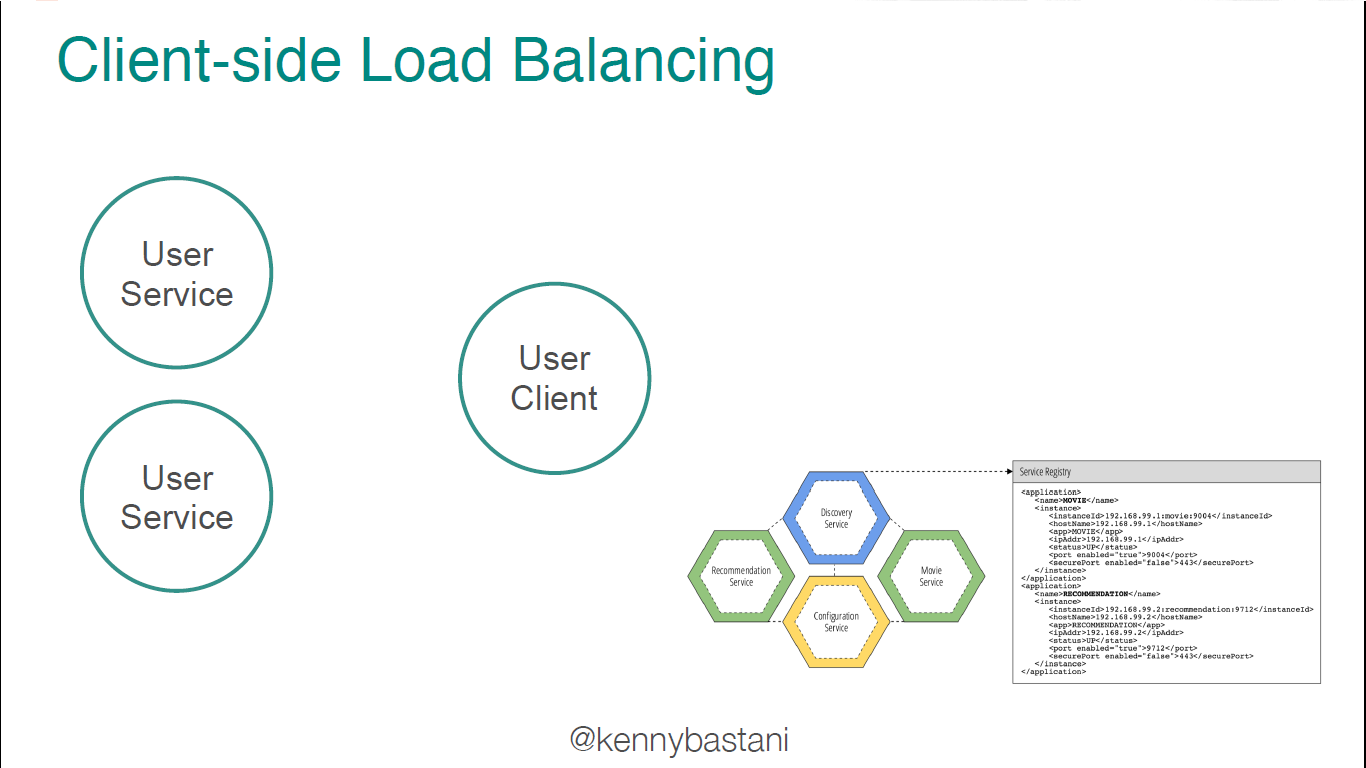 Client-side Load Balancing
User
Service
User
Client
User
Service
Discovery
Service
Recommendation
Service
Movie
Service
Configuration
Service
Service Registry
<application>
<name>MOVIE</name>
<instance>
<instanceId>192.168.99.1:movie:9004</instanceId>
<hostName>192.168.99.1</hostName>
<app>MOVIE</app>
<ipAddr>192.168.99.1</ipAddr>
<status>UP</status>
<port enabled="true">9004</port>
<securePort enabled="false">443</securePort>
</instance>
</application>
<application>
<name>RECOMMENDATION</name>
<instance>
<instanceId>192.168.99.2:recommendation:9712</instanceId>
<hostName>192.168.99.2</hostName>
<app>RECOMMENDATION</app>
<ipAddr>192.168.99.2</ipAddr>
<status>UP</status>
<port enabled="true">9712</port>
<securePort enabled="false">443</securePort>
</instance>
</application>
@kennybastani